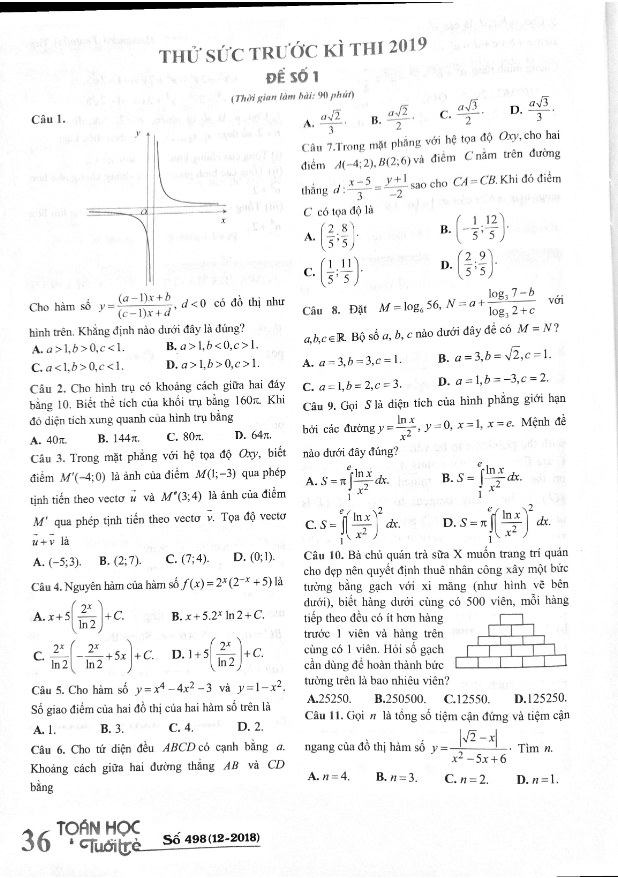 THỬ SỨC TRƯỚC KÌ THI 2019
ĐỀ SỐ 1
(Thời gian làm bài: 90 phút)
Câu 1.
y
O
x
Cho hàm số y = \frac{(a-1)x+b}{(c-1)x+d}, d<0 có đồ thị như
hình trên. Khẳng định nào dưới đây là đúng?
A. a>1, b>0, c<1. B. a>1, b<0, c>1.
C. a<1, b>0, c<1. D. a>1, b>0, c>1.
Câu 2. Cho hình trụ có khoảng cách giữa hai đáy
bằng 10. Biết thể tích của khối trụ bằng 160π. Khi
đó diện tích xung quanh của hình trụ bằng
A. 40π. B. 144π. C. 80π. D. 64π.
Câu 3. Trong mặt phẳng với hệ tọa độ Oxy, biết
điểm M'(−4;0) là ảnh của điểm M(1;−3) qua phép
tịnh tiến theo vectơ \vec{u} và M"(3;4) là ảnh của điểm
M' qua phép tịnh tiến theo vectơ \vec{v}. Tọa độ vectơ
\vec{u}+\vec{v} là
A. (−5;3). B. (2;7). C. (7;4). D. (0;1).
Câu 4. Nguyên hàm của hàm số f(x) = 2^x(2^{-x}+5) là
A. x+5\left(\frac{2^x}{\ln 2}\right)+C. B. x+5.2^x ln 2+C.
C. \frac{2^x}{\ln 2}\left(-\frac{2^x}{\ln 2}+5x\right)+C. D. 1+5\left(\frac{2^x}{\ln 2}\right)+C.
Câu 5. Cho hàm số y = x^4−4x^2−3 và y = 1−x^2.
Số giao điểm của hai đồ thị của hai hàm số trên là
A. 1. B. 3. C. 4. D. 2.
Câu 6. Cho tứ diện đều ABCD có cạnh bằng a.
Khoảng cách giữa hai đường thẳng AB và CD
bằng
A. \frac{a\sqrt{2}}{3}. B. \frac{a\sqrt{2}}{2}. C. \frac{a\sqrt{3}}{2}. D. \frac{a\sqrt{3}}{3}.
Câu 7. Trong mặt phẳng với hệ tọa độ Oxy, cho hai
điểm A(−4;2), B(2;6) và điểm C nằm trên đường
thẳng d: \frac{x-5}{3} = \frac{y+1}{-2} sao cho CA = CB. Khi đó điểm
C có tọa độ là
A. \left(\frac{2}{5};\frac{8}{5}\right). B. \left(-\frac{1}{5};\frac{12}{5}\right).
C. \left(\frac{1}{5};\frac{11}{5}\right). D. \left(\frac{2}{5};\frac{9}{5}\right).
Câu 8. Đặt M = log_6 56, N = a+\frac{\log_3 7-b}{\log_3 2+c} với
a,b,c∈ℝ. Bộ số a, b, c nào dưới đây để có M = N?
A. a=3, b=3, c=1. B. a=3, b=\sqrt{2}, c=1.
C. a=1, b=2, c=3. D. a=1, b=−3, c=2.
Câu 9. Gọi S là diện tích của hình phẳng giới hạn
bởi các đường y = \frac{\ln x}{x^2}, y=0, x=1, x=e. Mệnh đề
nào dưới đây đúng?
A. S = π\int_1^e \frac{\ln x}{x^2} dx. B. S = \int_1^e \frac{\ln x}{x^2} dx.
C. S = \int_1^e \left(\frac{\ln x}{x^2}\right)^2 dx. D. S = π\int_1^e \left(\frac{\ln x}{x^2}\right)^2 dx.
Câu 10. Bà chủ quán trà sữa X muốn trang trí quán
cho đẹp nên quyết định thuê nhân công xây một bức
tường bằng gạch với xi măng (như hình vẽ bên
dưới), biết hàng dưới cùng có 500 viên, mỗi hàng
tiếp theo đều có ít hơn hàng
trước 1 viên và hàng trên
cùng có 1 viên. Hỏi số gạch
cần dùng để hoàn thành bức
tường trên là bao nhiêu viên?
A.25250. B.250500. C.12550. D.125250.
Câu 11. Gọi n là tổng số tiệm cận đứng và tiệm cận
ngang của đồ thị hàm số y = \frac{|\sqrt{2}-x|}{x^2-5x+6}. Tìm n.
A. n=4. B. n=3. C. n=2. D. n=1.
36 TOÁN HỌC
& Tuổi trẻ Số 498 (12-2018)